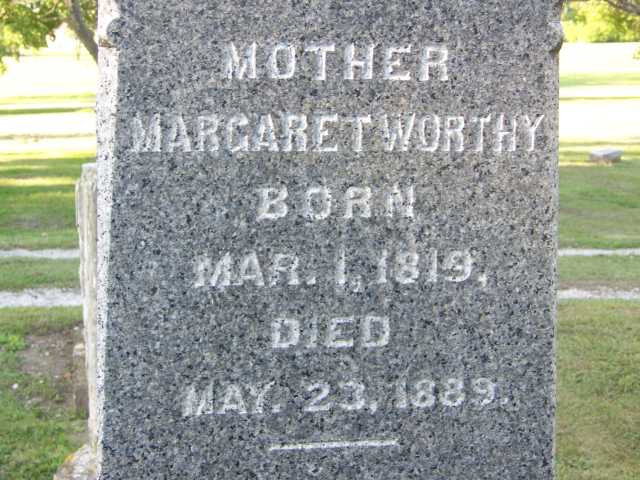 MOTHER
MARGARET WORTHY
BORN
MAR. 1, 1819.
DIED
MAY. 23, 1889.